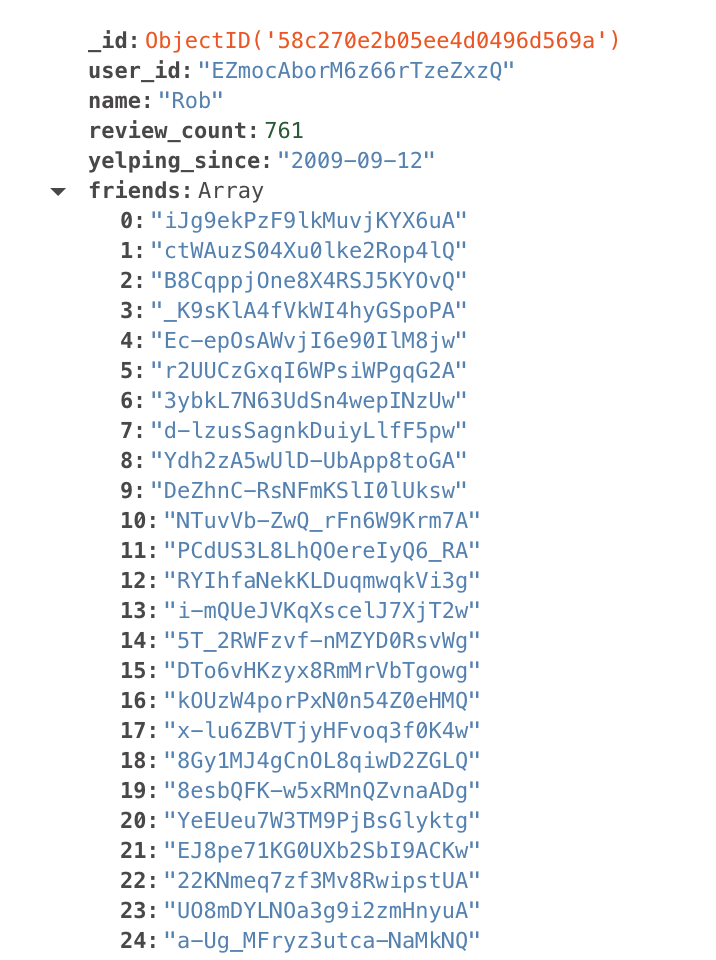 _id: ObjectID('58c270e2b05ee4d0496d569a')
user_id: "EZmocAborM6z66rTzeZxzQ"
name: "Rob"
review_count: 761
yelping_since: "2009-09-12"
friends: Array
0: "iJg9ekPzF9lkMuvjKYX6uA"
1: "ctWAuzS04Xu0lke2Rop4lQ"
2: "B8CqppjOne8X4RSJ5KYOvQ"
3: "_K9sKlA4fVkWI4hyGSpoPA"
4: "Ec-epOsAWvjI6e90IlM8jw"
5: "r2UUCzGxqI6WPsiWPgqG2A"
6: "3ybkL7N63UdSn4wepINzUw"
7: "d-lzusSagnkDuiyLlfF5pw"
8: "Ydh2zA5wUlD-UbApp8toGA"
9: "DeZhnC-RsNFmKSlI0lUksw"
10: "NTuvVb-ZwQ_rFn6W9Krm7A"
11: "PCdUS3L8LhQOereIyQ6_RA"
12: "RYIhfaNekKLDuqmwqkVi3g"
13: "i-mQUeJVKqXscelJ7XjT2w"
14: "5T_2RWFzvf-nMZYD0RsvWg"
15: "DTo6vHKzyx8RmMrVbTgowg"
16: "kOUzW4porPxN0n54Z0eHMQ"
17: "x-lu6ZBVTjyHFvoq3f0K4w"
18: "8Gy1MJ4gCnOL8qiwD2ZGLQ"
19: "8esbQFK-w5xRMnQZvnaADg"
20: "YeEUeu7W3TM9PjBsGlyktg"
21: "EJ8pe71KG0UXb2SbI9ACKw"
22: "22KNmeq7zf3Mv8RwipstUA"
23: "UO8mDYLNOa3g9i2zmHnyuA"
24: "a-Ug_MFryz3utca-NaMkNQ"